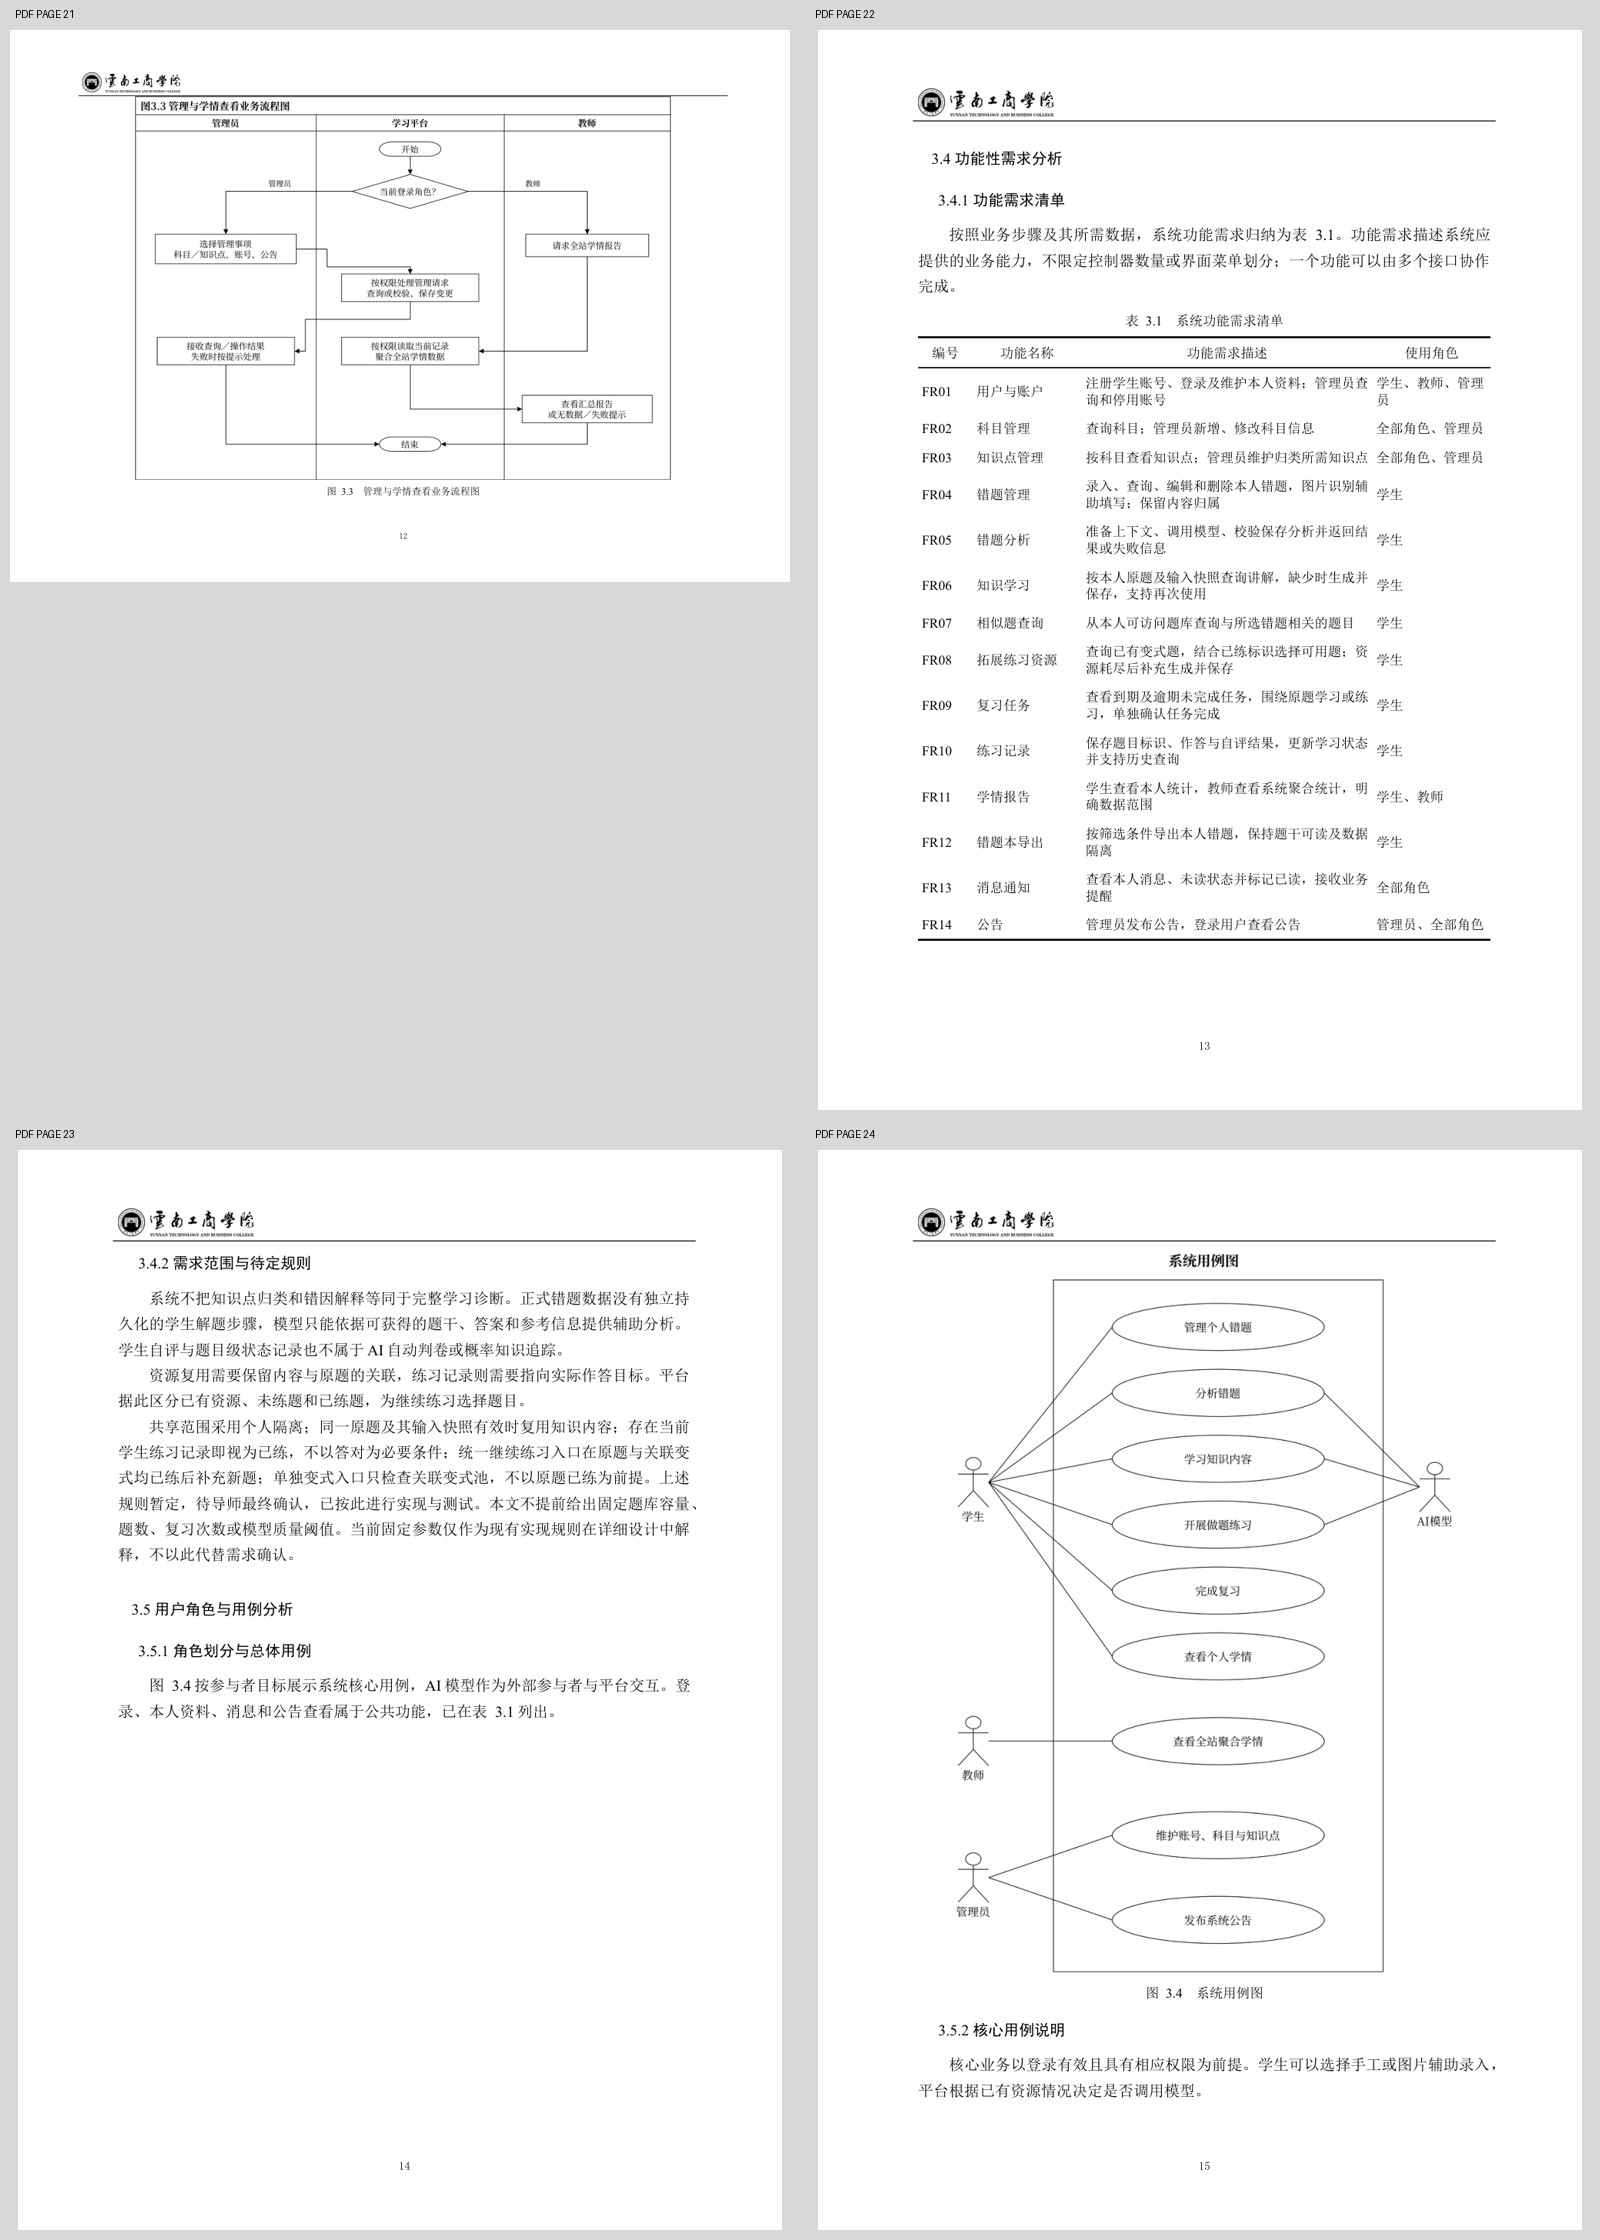 PDF PAGE 21
雲南工商學院
YUNNAN TECHNOLOGY AND BUSINESS COLLEGE
图3.3 管理与学情查看业务流程图
管理员 学习平台 教师
开始
管理员 当前登录角色？ 教师
选择管理事项
科目／知识点、账号、公告
请求全站学情报告
按权限处理管理请求
查询或校验、保存变更
接收查询／操作结果
失败时按提示处理
按权限读取当前记录
聚合全站学情数据
查看汇总报告
或无数据／失败提示
结束
图 3.3 管理与学情查看业务流程图
12
PDF PAGE 22
雲南工商學院
YUNNAN TECHNOLOGY AND BUSINESS COLLEGE
3.4 功能性需求分析
3.4.1 功能需求清单
按照业务步骤及其所需数据，系统功能需求归纳为表 3.1。功能需求描述系统应
提供的业务能力，不限定控制器数量或界面菜单划分；一个功能可以由多个接口协作
完成。
表 3.1 系统功能需求清单
编号 功能名称 功能需求描述 使用角色
FR01 用户与账户 注册学生账号、登录及维护本人资料；管理员查 学生、教师、管理
询和停用账号 员
FR02 科目管理 查询科目；管理员新增、修改科目信息 全部角色、管理员
FR03 知识点管理 按科目查看知识点；管理员维护归类所需知识点 全部角色、管理员
FR04 错题管理 录入、查询、编辑和删除本人错题，图片识别辅 学生
助填写；保留内容归属
FR05 错题分析 准备上下文、调用模型、校验保存分析并返回结 学生
果或失败信息
FR06 知识学习 按本人原题及输入快照查询讲解，缺少时生成并 学生
保存，支持再次使用
FR07 相似题查询 从本人可访问题库查询与所选错题相关的题目 学生
FR08 拓展练习资源 查询已有变式题，结合已练标识选择可用题；资 学生
源耗尽后补充生成并保存
FR09 复习任务 查看到期及逾期未完成任务，围绕原题学习或练 学生
习，单独确认任务完成
FR10 练习记录 保存题目标识、作答与自评结果，更新学习状态 学生
并支持历史查询
FR11 学情报告 学生查看本人统计，教师查看系统聚合统计，明 学生、教师
确数据范围
FR12 错题本导出 按筛选条件导出本人错题，保持题干可读及数据 学生
隔离
FR13 消息通知 查看本人消息、未读状态并标记已读，接收业务 全部角色
提醒
FR14 公告 管理员发布公告，登录用户查看公告 管理员、全部角色
13
PDF PAGE 23
雲南工商學院
YUNNAN TECHNOLOGY AND BUSINESS COLLEGE
3.4.2 需求范围与待定规则
系统不把知识点归类和错因解释等同于完整学习诊断。正式错题数据没有独立持
久化的学生解题步骤，模型只能依据可获得的题干、答案和参考信息提供辅助分析。
学生自评与题目级状态记录也不属于 AI 自动判卷或概率知识追踪。
资源复用需要保留内容与原题的关联，练习记录则需要指向实际作答目标。平台
据此区分已有资源、未练题和已练题，为继续练习选择题目。
共享范围采用个人隔离；同一原题及其输入快照有效时复用知识内容；存在当前
学生练习记录即视为已练，不以答对为必要条件；统一继续练习入口在原题与关联变
式均已练后补充新题；单独变式入口只检查关联变式池，不以原题已练为前提。上述
规则暂定，待导师最终确认，已按此进行实现与测试。本文不提前给出固定题库容量、
题数、复习次数或模型质量阈值。当前固定参数仅作为现有实现规则在详细设计中解
释，不以此代替需求确认。
3.5 用户角色与用例分析
3.5.1 角色划分与总体用例
图 3.4 按参与者目标展示系统核心用例，AI 模型作为外部参与者与平台交互。登
录、本人资料、消息和公告查看属于公共功能，已在表 3.1 列出。
14
PDF PAGE 24
雲南工商學院
YUNNAN TECHNOLOGY AND BUSINESS COLLEGE
系统用例图
管理个人错题
分析错题
学习知识内容
学生
AI模型
开展做题练习
完成复习
查看个人学情
查看全站聚合学情
教师
维护账号、科目与知识点
管理员
发布系统公告
图 3.4 系统用例图
3.5.2 核心用例说明
核心业务以登录有效且具有相应权限为前提。学生可以选择手工或图片辅助录入，
平台根据已有资源情况决定是否调用模型。
15